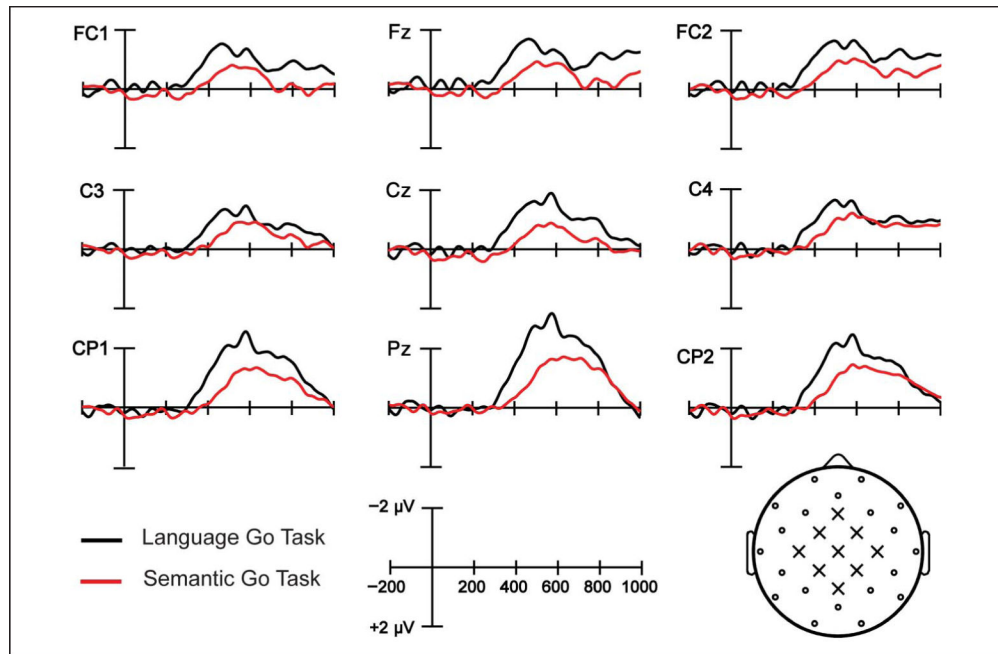 FC1 Fz FC2
C3 Cz C4
CP1 Pz CP2
Language Go Task
Semantic Go Task
−2 µV
−200 200 400 600 800 1000
+2 µV